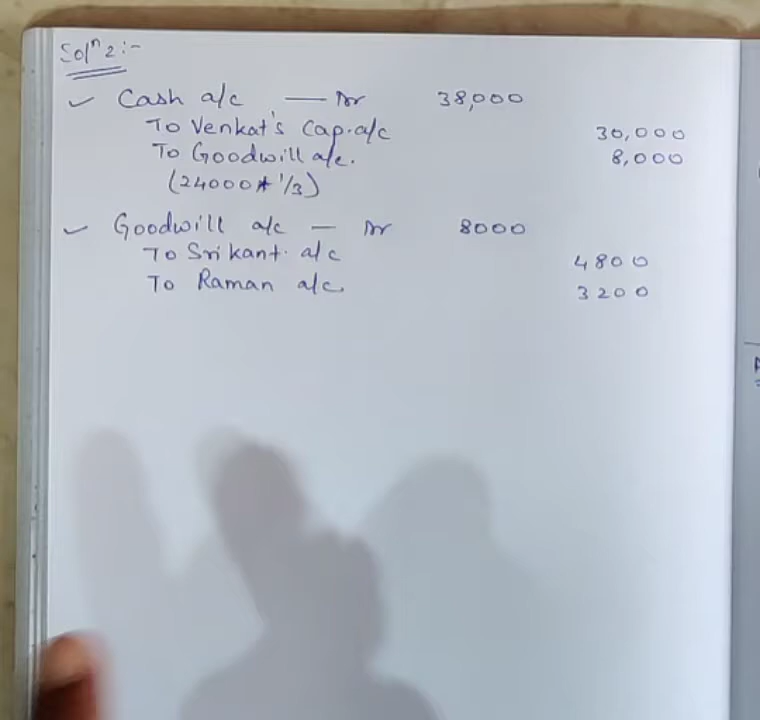 Solⁿ 2:-
Cash a/c — Dr 38,000
To Venkat's Cap. a/c 30,000
To Goodwill a/c. 8,000
(24000 * 1/3)
Goodwill a/c — Dr 8000
To Srikant. a/c 4800
To Raman a/c. 3200